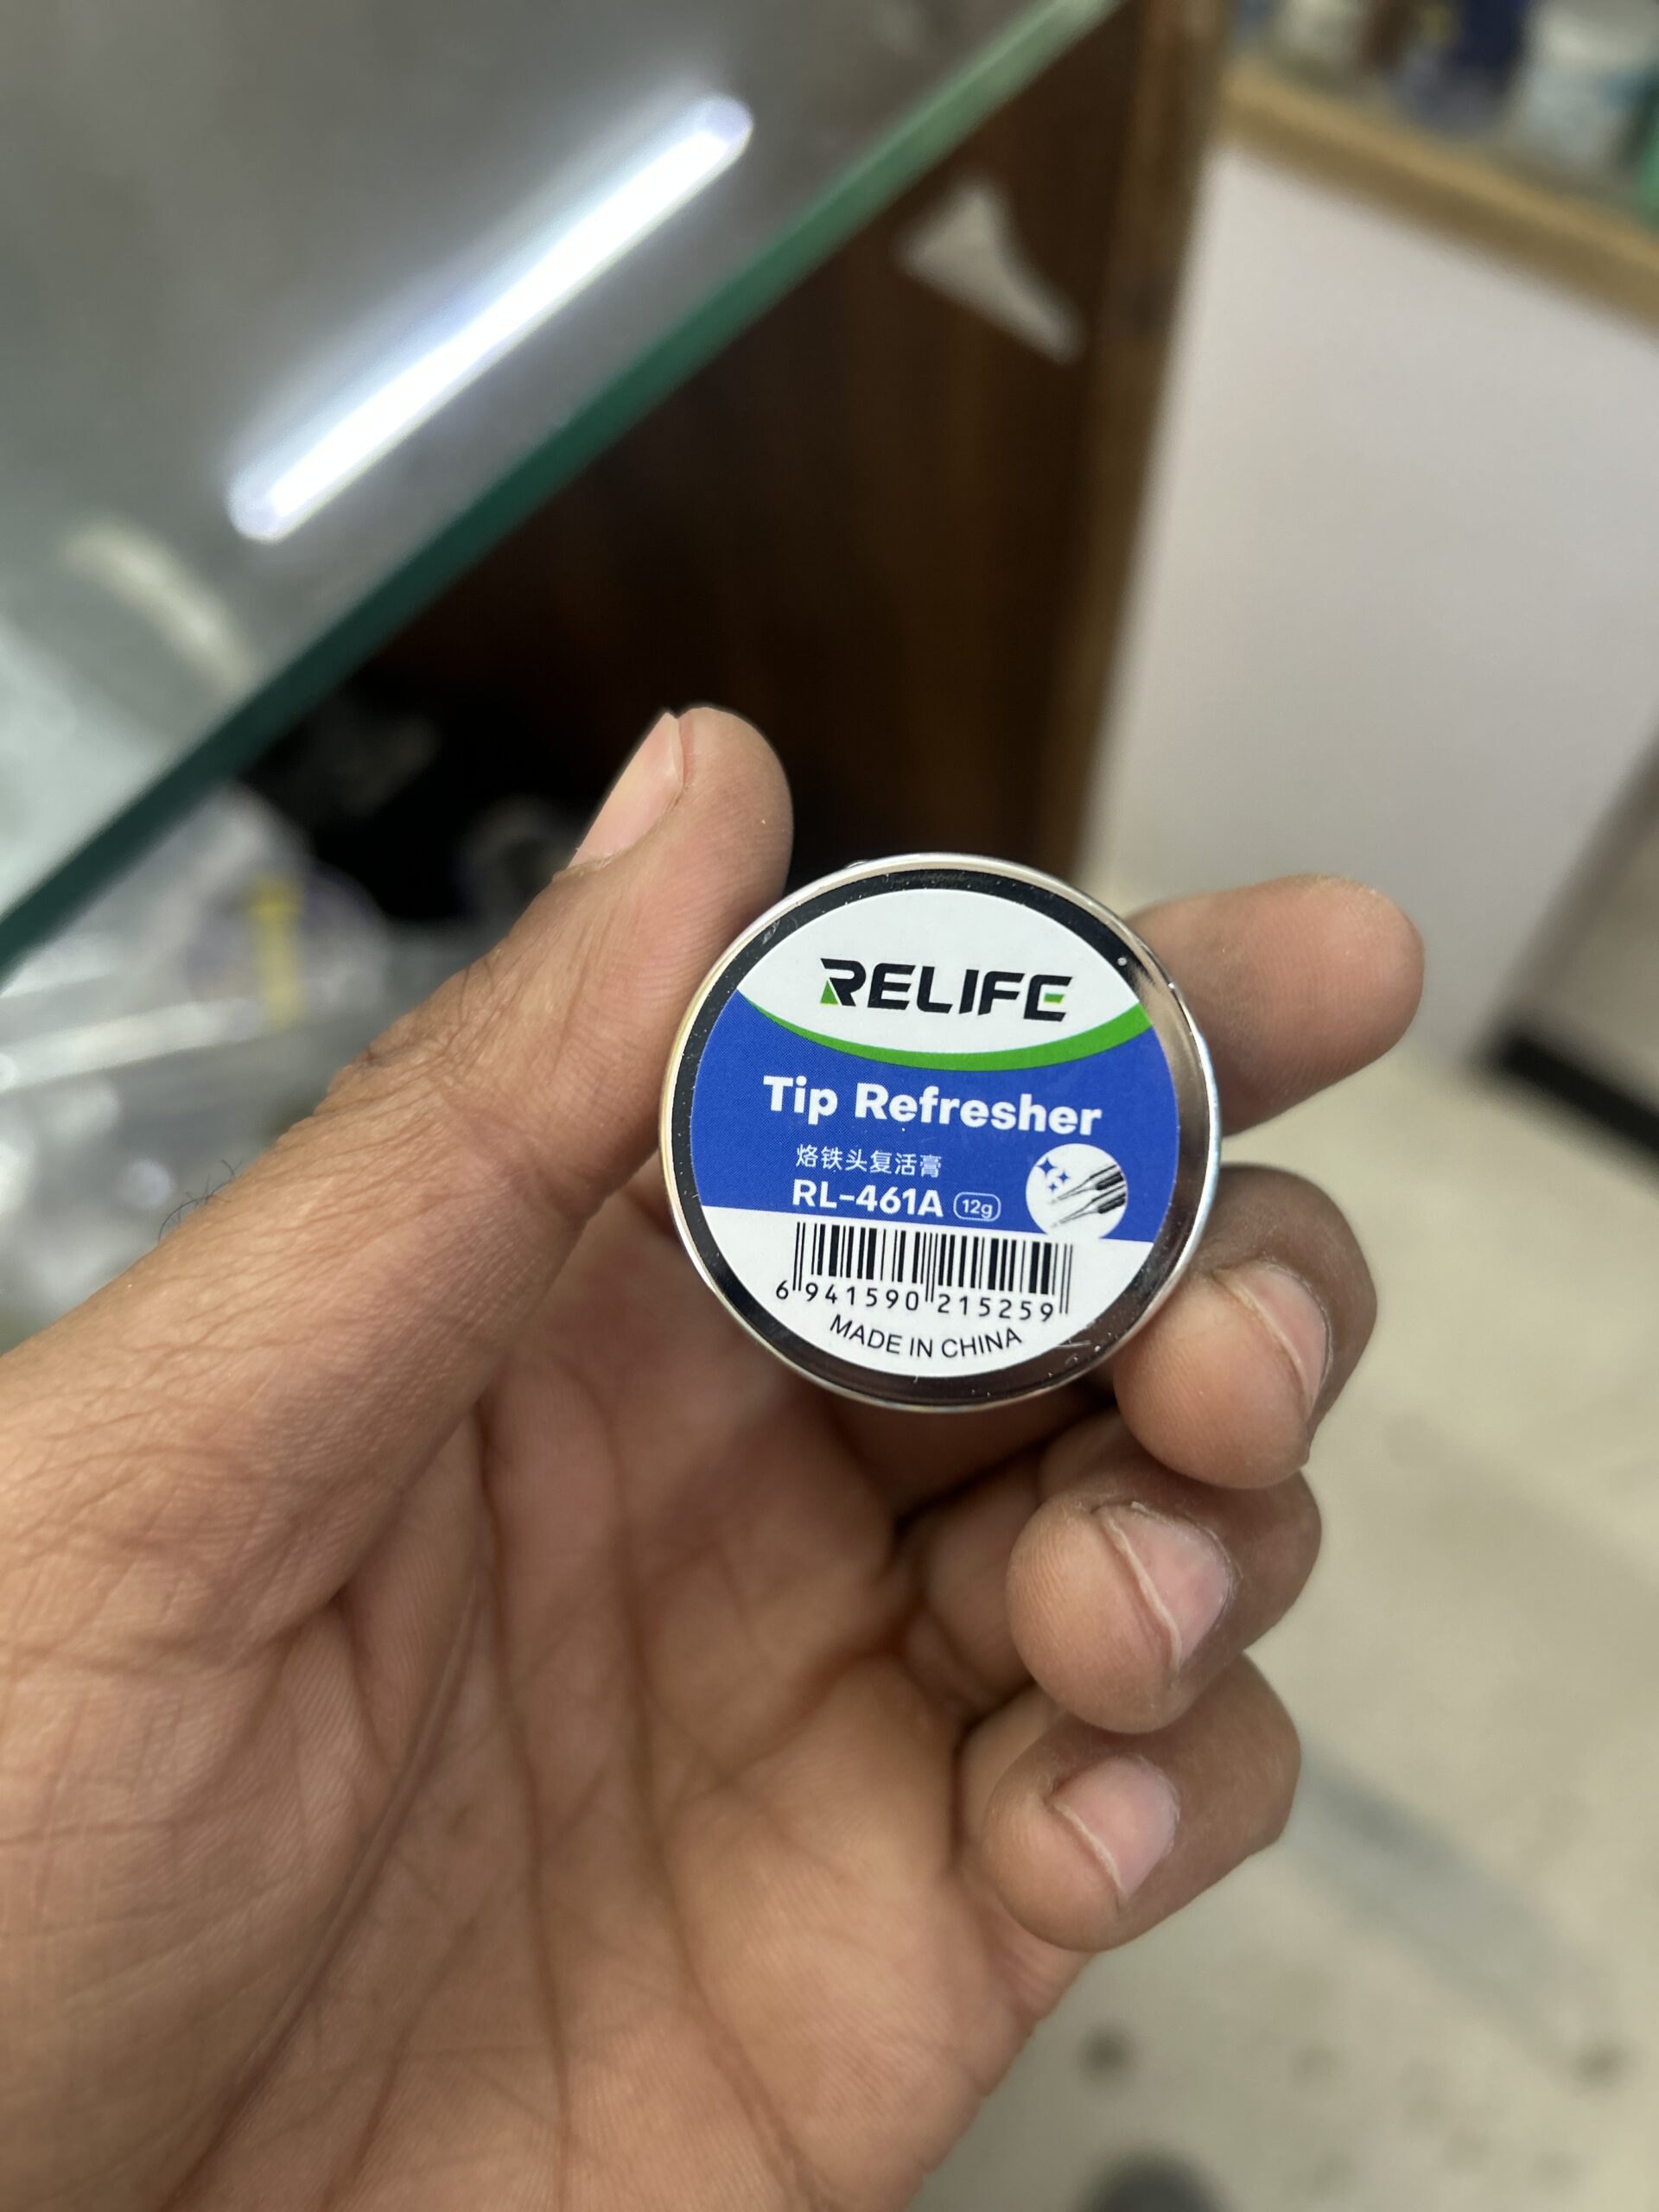 RELIFE
Tip Refresher
烙铁头复活膏
RL-461A 12g
6 941590 215259
MADE IN CHINA